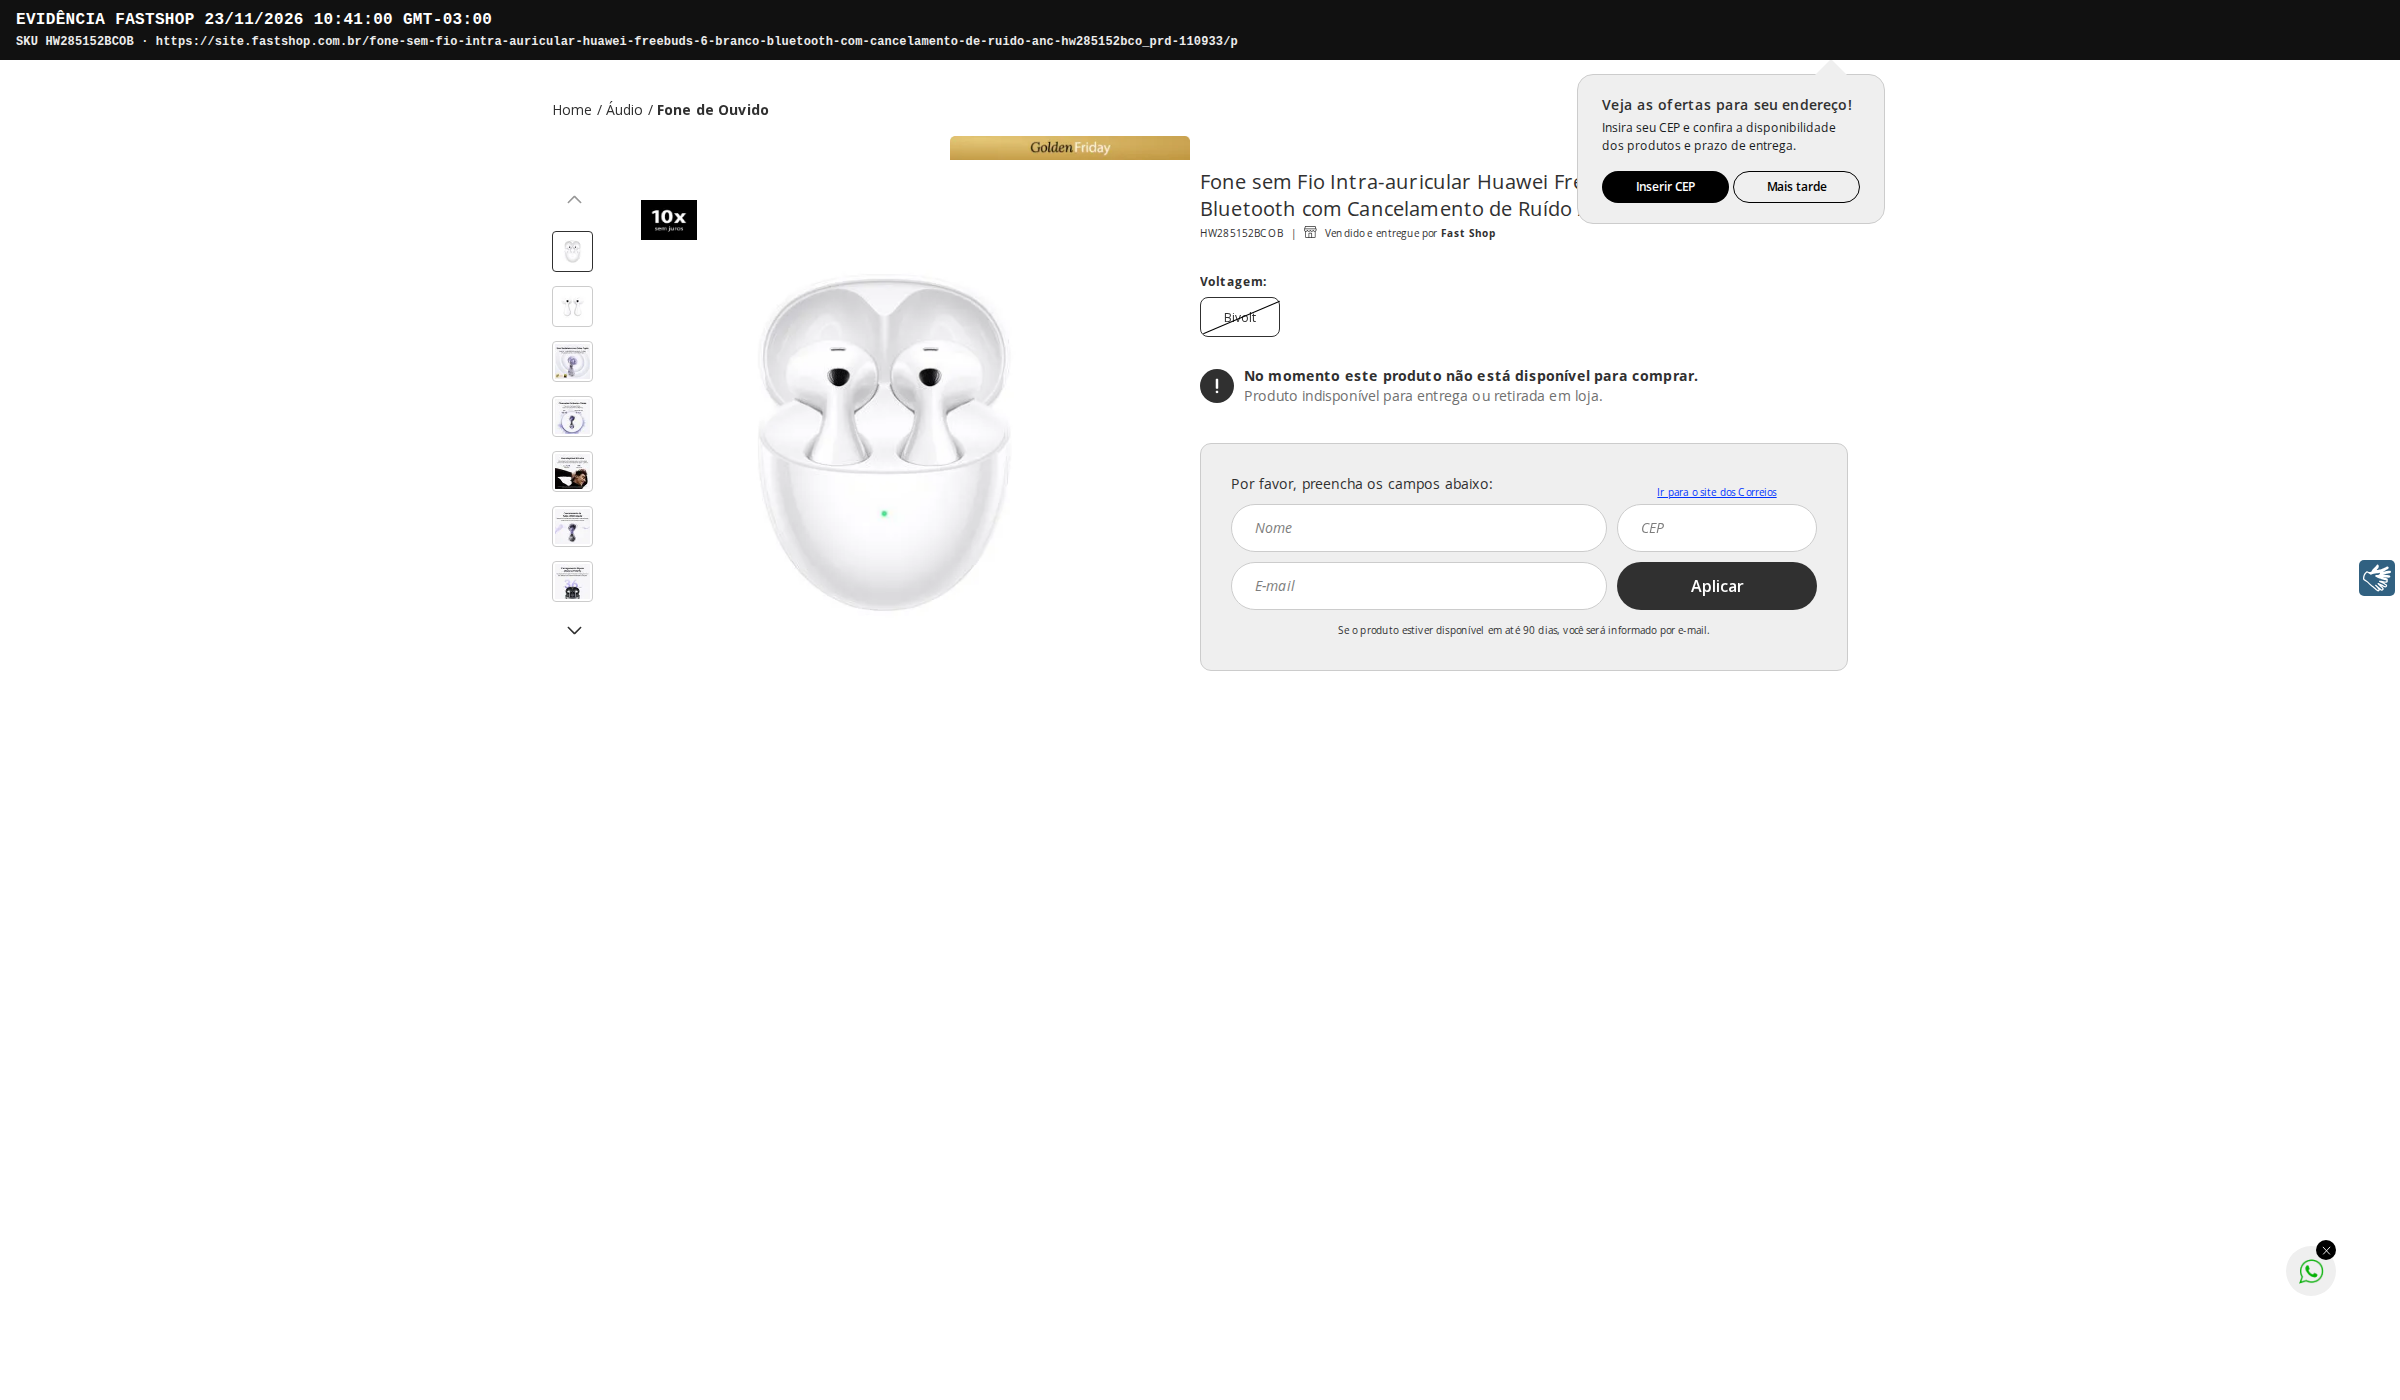 EVIDÊNCIA FASTSHOP 23/11/2026 10:41:00 GMT-03:00
SKU HW285152BCOB · https://site.fastshop.com.br/fone-sem-fio-intra-auricular-huawei-freebuds-6-branco-bluetooth-com-cancelamento-de-ruido-anc-hw285152bco_prd-110933/p
Home / Áudio / Fone de Ouvido
Golden Friday
10x
sem juros
Fone sem Fio Intra-auricular Huawei
Bluetooth com Cancelamento de Ruído
HW285152BCOB | Vendido e entregue por Fast Shop
Veja as ofertas para seu endereço!
Insira seu CEP e confira a disponibilidade
dos produtos e prazo de entrega.
Inserir CEP
Mais tarde
Voltagem:
Bivolt
No momento este produto não está disponível para comprar.
Produto indisponível para entrega ou retirada em loja.
Por favor, preencha os campos abaixo:
Ir para o site dos Correios
Nome
CEP
E-mail
Aplicar
Se o produto estiver disponível em até 90 dias, você será informado por e-mail.